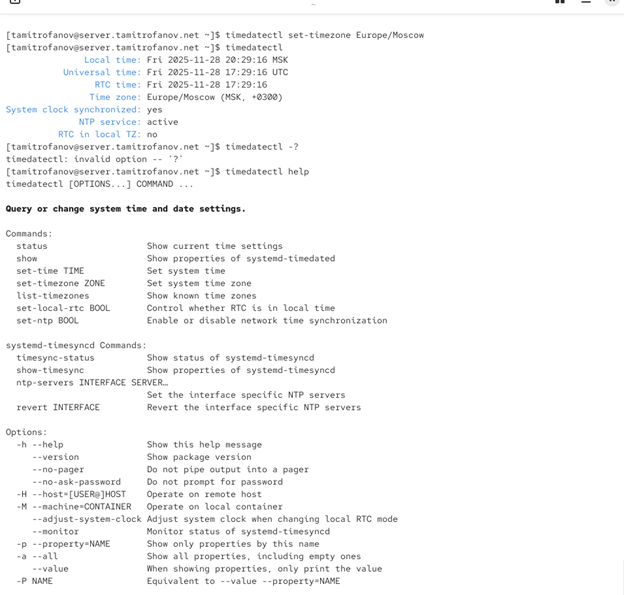 [tamitrofanov@server.tamitrofanov.net ~]$ timedatectl set-timezone Europe/Moscow
[tamitrofanov@server.tamitrofanov.net ~]$ timedatectl
Local time: Fri 2025-11-28 20:29:16 MSK
Universal time: Fri 2025-11-28 17:29:16 UTC
RTC time: Fri 2025-11-28 17:29:16
Time zone: Europe/Moscow (MSK, +0300)
System clock synchronized: yes
NTP service: active
RTC in local TZ: no
[tamitrofanov@server.tamitrofanov.net ~]$ timedatectl -?
timedatectl: invalid option -- `?´
[tamitrofanov@server.tamitrofanov.net ~]$ timedatectl help
timedatectl [OPTIONS...] COMMAND ...

Query or change system time and date settings.

Commands:
  status                   Show current time settings
  show                     Show properties of systemd-timedated
  set-time TIME            Set system time
  set-timezone ZONE        Set system time zone
  list-timezones           Show known time zones
  set-local-rtc BOOL       Control whether RTC is in local time
  set-ntp BOOL             Enable or disable network time synchronization

systemd-timesyncd Commands:
  timesync-status          Show status of systemd-timesyncd
  show-timesync            Show properties of systemd-timesyncd
  ntp-servers INTERFACE SERVER…
                           Set the interface specific NTP servers
  revert INTERFACE         Revert the interface specific NTP servers

Options:
  -h --help                Show this help message
     --version             Show package version
     --no-pager            Do not pipe output into a pager
     --no-ask-password     Do not prompt for password
  -H --host=[USER@]HOST    Operate on remote host
  -M --machine=CONTAINER   Operate on local container
     --adjust-system-clock Adjust system clock when changing local RTC mode
     --monitor             Monitor status of systemd-timesyncd
  -p --property=NAME       Show only properties by this name
  -a --all                 Show all properties, including empty ones
     --value               When showing properties, only print the value
  -P NAME                  Equivalent to --value --property=NAME